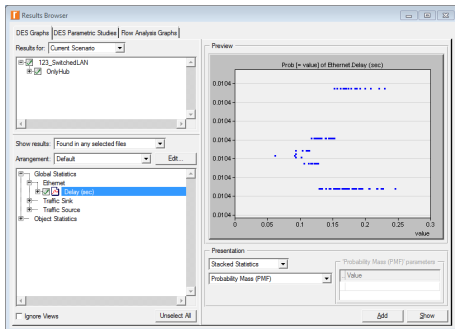 Results Browser
DES Graphs DES Parametric Studies Flow Analysis Graphs
Results for: Current Scenario
123_SwitchedLAN
OnlyHub
Show results: Found in any selected files
Arrangement: Default Edit...
Global Statistics
Ethernet
Delay (sec)
Traffic Sink
Traffic Source
Object Statistics
Ignore Views Unselect All
Preview
Prob (= value) of Ethernet.Delay (sec)
0.0104
0.0104
0.0104
0.0104
0.0104
0.0104
0.0104
0.0104
0 0.05 0.1 0.15 0.2 0.25 0.3
value
Presentation
Stacked Statistics
Probability Mass (PMF)
'Probability Mass (PMF)' parameters
Value
Add Show